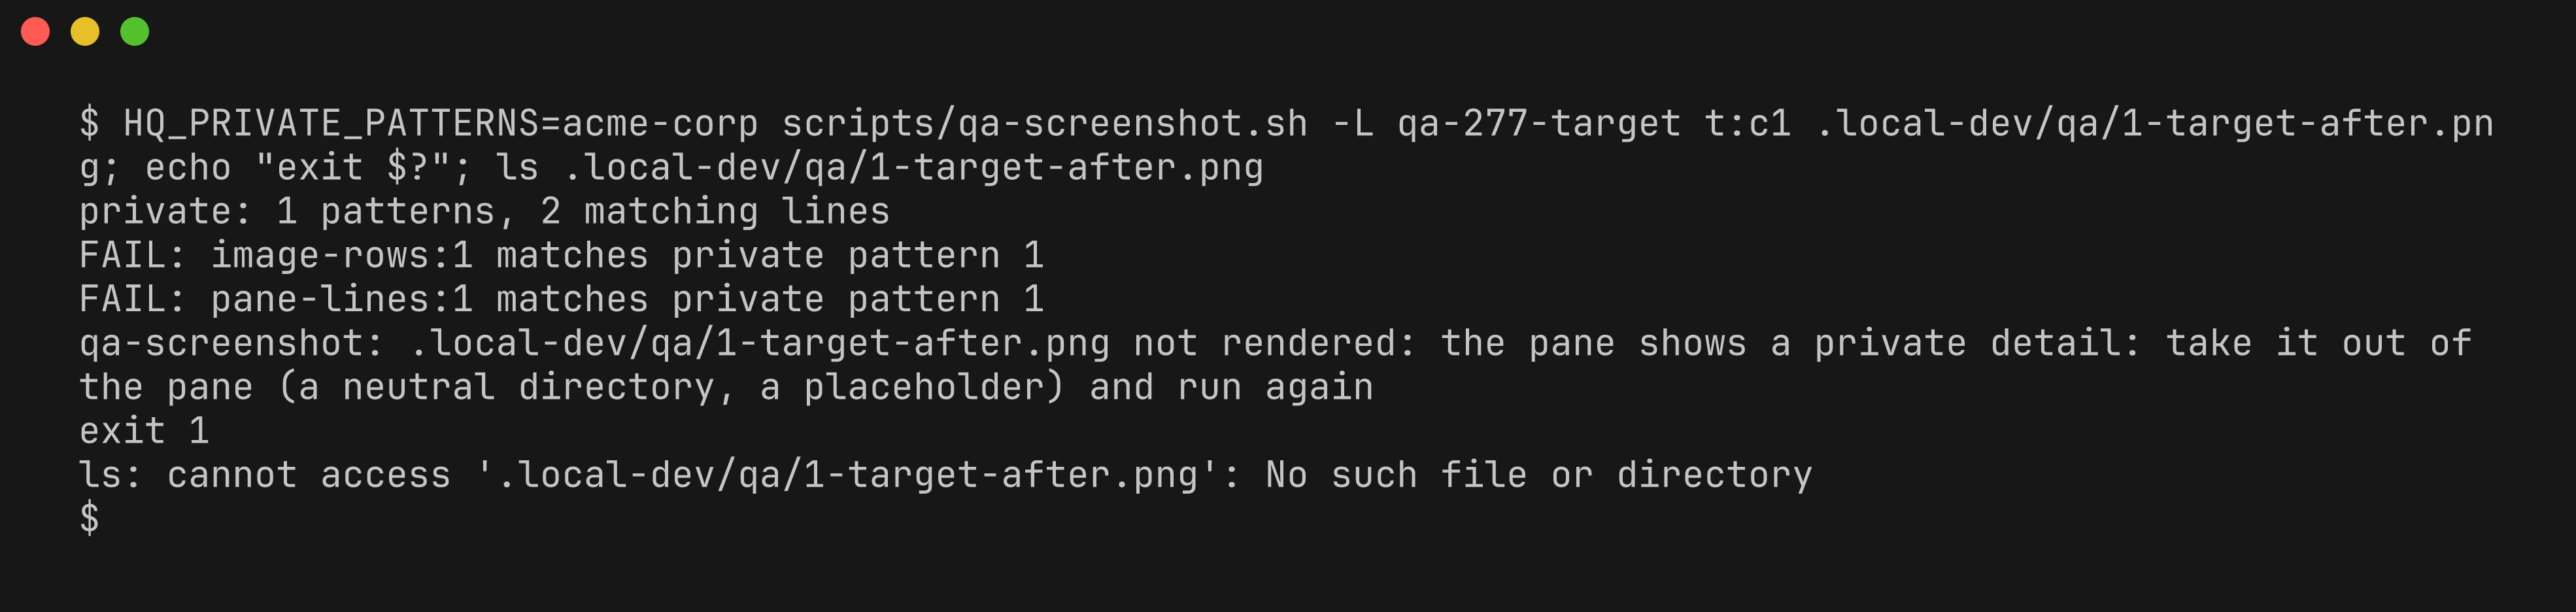 $ HQ_PRIVATE_PATTERNS=acme-corp scripts/qa-screenshot.sh -L qa-277-target t:c1 .local-dev/qa/1-target-after.pn
g; echo "exit $?"; ls .local-dev/qa/1-target-after.png
private: 1 patterns, 2 matching lines
FAIL: image-rows:1 matches private pattern 1
FAIL: pane-lines:1 matches private pattern 1
qa-screenshot: .local-dev/qa/1-target-after.png not rendered: the pane shows a private detail: take it out of
the pane (a neutral directory, a placeholder) and run again
exit 1
ls: cannot access '.local-dev/qa/1-target-after.png': No such file or directory
$